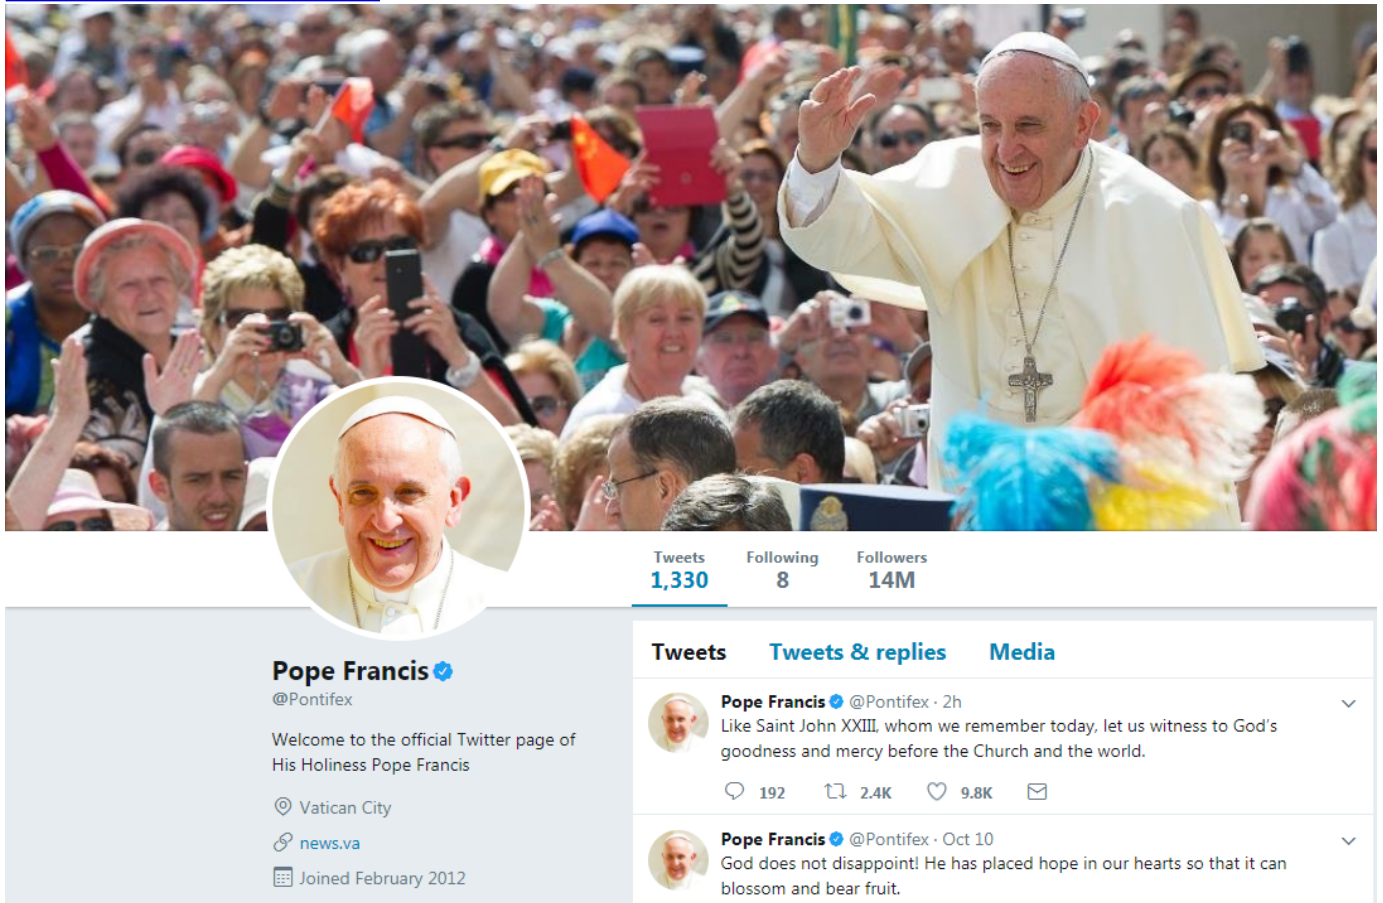 Tweets
1,330
Following
8
Followers
14M
Pope Francis
@Pontifex
Welcome to the official Twitter page of
His Holiness Pope Francis
Vatican City
news.va
Joined February 2012
Tweets Tweets & replies Media
Pope Francis @Pontifex · 2h
Like Saint John XXIII, whom we remember today, let us witness to God's
goodness and mercy before the Church and the world.
192 2.4K 9.8K
Pope Francis @Pontifex · Oct 10
God does not disappoint! He has placed hope in our hearts so that it can
blossom and bear fruit.